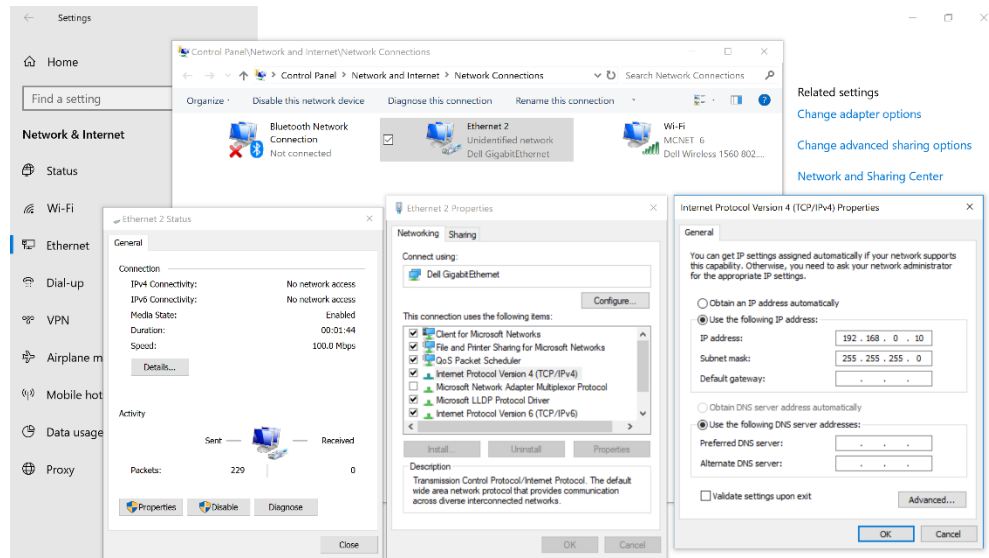 Settings
Home
Find a setting
Network & Internet
Status
Wi-Fi
Ethernet
Dial-up
VPN
Airplane m
Mobile hot
Data usage
Proxy
Control Panel\Network and Internet\Network Connections
Control Panel > Network and Internet > Network Connections
Search Network Connections
Organize
Disable this network device
Diagnose this connection
Rename this connection
Bluetooth Network
Connection
Not connected
Ethernet 2
Unidentified network
Dell GigabitEthernet
Wi-Fi
MCNET 6
Dell Wireless 1560 802....
Related settings
Change adapter options
Change advanced sharing options
Network and Sharing Center
Ethernet 2 Status
General
Connection
IPv4 Connectivity: No network access
IPv6 Connectivity: No network access
Media State: Enabled
Duration: 00:01:44
Speed: 100.0 Mbps
Details...
Activity
Sent — — Received
Packets: 229 0
Properties
Disable
Diagnose
Close
Ethernet 2 Properties
Networking
Sharing
Connect using:
Dell GigabitEthernet
Configure...
This connection uses the following items:
Client for Microsoft Networks
File and Printer Sharing for Microsoft Networks
QoS Packet Scheduler
Internet Protocol Version 4 (TCP/IPv4)
Microsoft Network Adapter Multiplexor Protocol
Microsoft LLDP Protocol Driver
Internet Protocol Version 6 (TCP/IPv6)
Install...
Uninstall
Properties
Description
Transmission Control Protocol/Internet Protocol. The default
wide area network protocol that provides communication
across diverse interconnected networks.
OK
Cancel
Internet Protocol Version 4 (TCP/IPv4) Properties
General
You can get IP settings assigned automatically if your network supports
this capability. Otherwise, you need to ask your network administrator
for the appropriate IP settings.
Obtain an IP address automatically
Use the following IP address:
IP address: 192 . 168 . 0 . 10
Subnet mask: 255 . 255 . 255 . 0
Default gateway: . . .
Obtain DNS server address automatically
Use the following DNS server addresses:
Preferred DNS server: . . .
Alternate DNS server: . . .
Validate settings upon exit
Advanced...
OK
Cancel